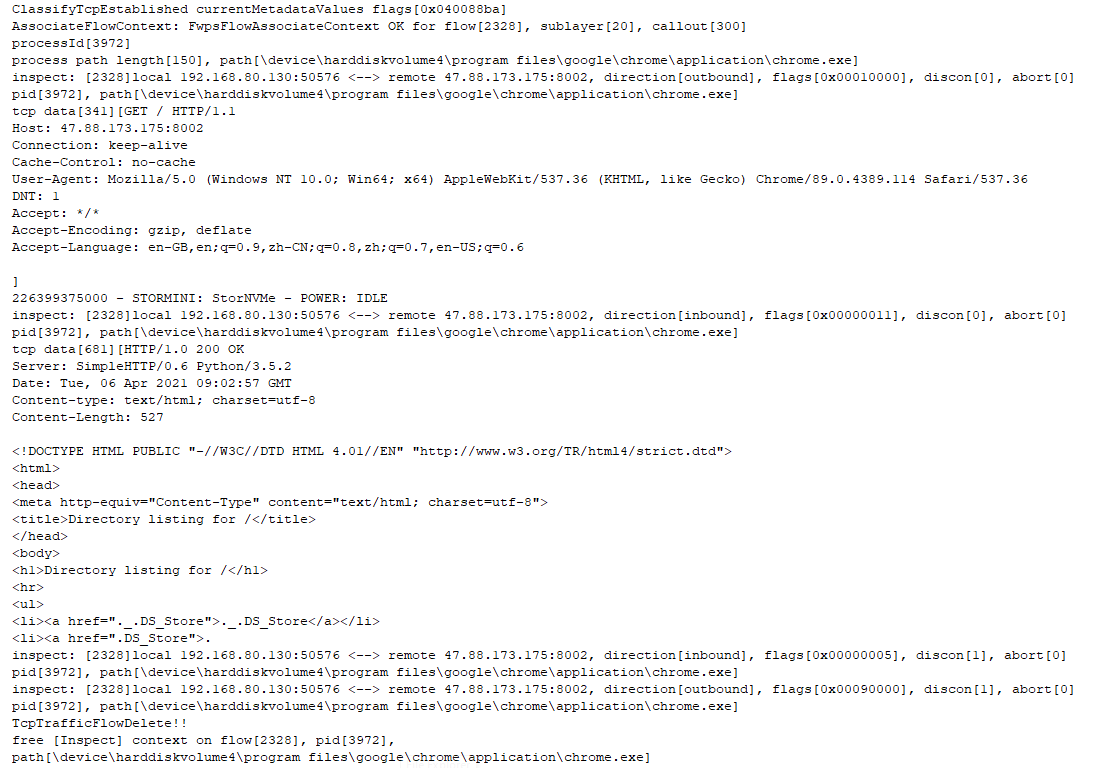 ClassifyTcpEstablished currentMetadataValues flags[0x040088ba]
AssociateFlowContext: FwpsFlowAssociateContext OK for flow[2328], sublayer[20], callout[300]
processId[3972]
process path length[150], path[\device\harddiskvolume4\program files\google\chrome\application\chrome.exe]
inspect: [2328]local 192.168.80.130:50576 <--> remote 47.88.173.175:8002, direction[outbound], flags[0x00010000], discon[0], abort[0]
pid[3972], path[\device\harddiskvolume4\program files\google\chrome\application\chrome.exe]
tcp data[341][GET / HTTP/1.1
Host: 47.88.173.175:8002
Connection: keep-alive
Cache-Control: no-cache
User-Agent: Mozilla/5.0 (Windows NT 10.0; Win64; x64) AppleWebKit/537.36 (KHTML, like Gecko) Chrome/89.0.4389.114 Safari/537.36
DNT: 1
Accept: */*
Accept-Encoding: gzip, deflate
Accept-Language: en-GB,en;q=0.9,zh-CN;q=0.8,zh;q=0.7,en-US;q=0.6
]
226399375000 - STORMINI: StorNVMe - POWER: IDLE
inspect: [2328]local 192.168.80.130:50576 <--> remote 47.88.173.175:8002, direction[inbound], flags[0x00000011], discon[0], abort[0]
pid[3972], path[\device\harddiskvolume4\program files\google\chrome\application\chrome.exe]
tcp data[681][HTTP/1.0 200 OK
Server: SimpleHTTP/0.6 Python/3.5.2
Date: Tue, 06 Apr 2021 09:02:57 GMT
Content-type: text/html; charset=utf-8
Content-Length: 527
<!DOCTYPE HTML PUBLIC "-//W3C//DTD HTML 4.01//EN" "http://www.w3.org/TR/html4/strict.dtd">
<html>
<head>
<meta http-equiv="Content-Type" content="text/html; charset=utf-8">
<title>Directory listing for /</title>
</head>
<body>
<h1>Directory listing for /</h1>
<hr>
<ul>
<li><a href="._.DS_Store">._.DS_Store</a></li>
<li><a href=".DS_Store">.
inspect: [2328]local 192.168.80.130:50576 <--> remote 47.88.173.175:8002, direction[inbound], flags[0x00000005], discon[1], abort[0]
pid[3972], path[\device\harddiskvolume4\program files\google\chrome\application\chrome.exe]
inspect: [2328]local 192.168.80.130:50576 <--> remote 47.88.173.175:8002, direction[outbound], flags[0x00090000], discon[1], abort[0]
pid[3972], path[\device\harddiskvolume4\program files\google\chrome\application\chrome.exe]
TcpTrafficFlowDelete!!
free [Inspect] context on flow[2328], pid[3972],
path[\device\harddiskvolume4\program files\google\chrome\application\chrome.exe]